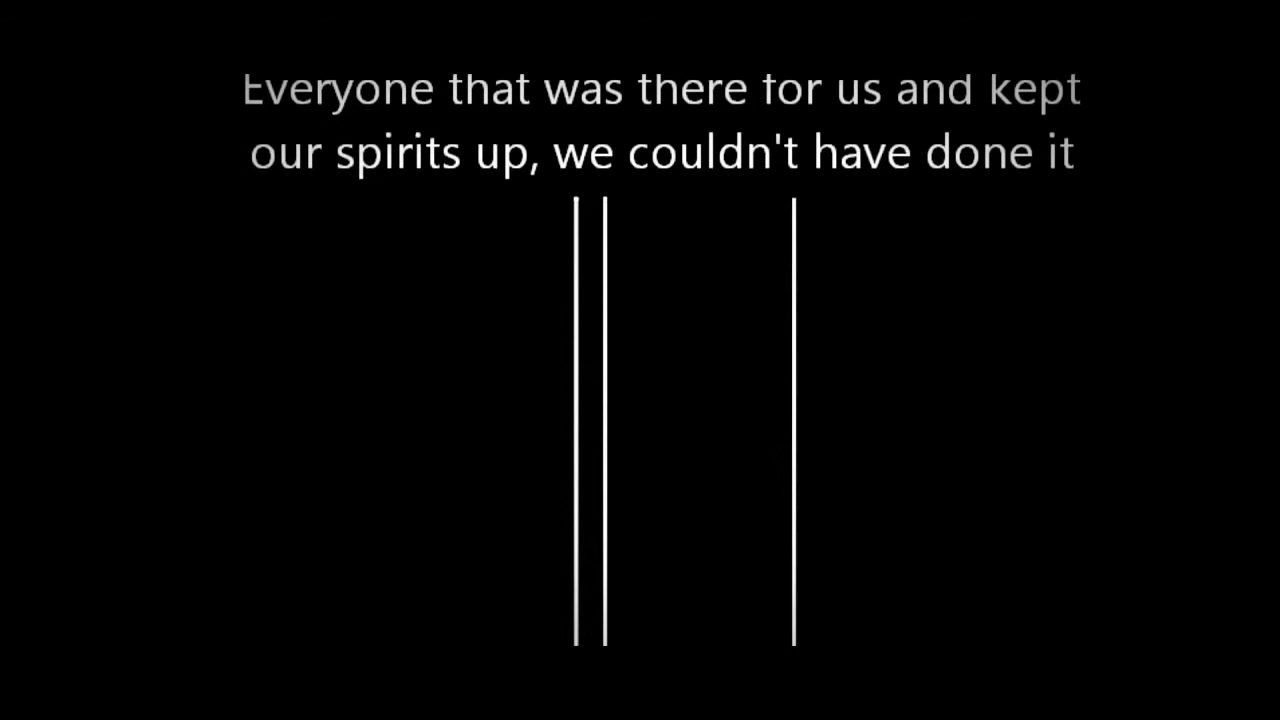 Everyone that was there for us and kept
our spirits up, we couldn't have done it